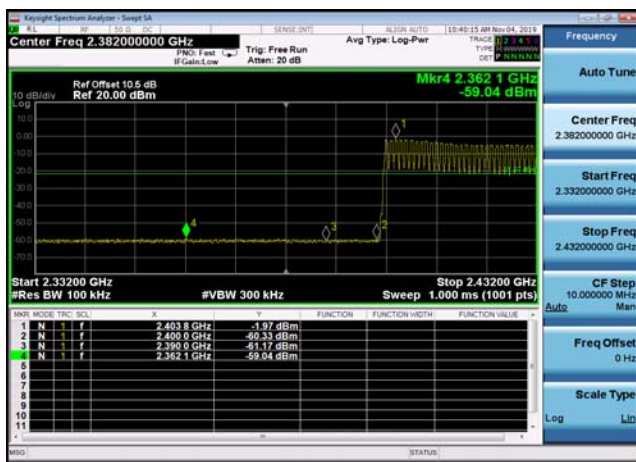 Keysight Spectrum Analyzer - Swept SA
RL RF 50 Ω DC SENSE:INT ALIGN AUTO 10:40:15 AM Nov 04, 2019
Center Freq 2.382000000 GHz
PNO: Fast
IFGain:Low
Trig: Free Run
Atten: 20 dB
Avg Type: Log-Pwr
TRACE 1 2 3 4 5 6
TYPE
DET P N N N N N
Ref Offset 10.5 dB
Ref 20.00 dBm
10 dB/div
Log
Mkr4 2.362 1 GHz
-59.04 dBm
10.0
0.00
-10.0
-20.0
-30.0
-40.0
-50.0
-60.0
-70.0
1
2
3
4
Start 2.33200 GHz
Stop 2.43200 GHz
#Res BW 100 kHz
#VBW 300 kHz
Sweep 1.000 ms (1001 pts)
MKR MODE TRC SCL X Y FUNCTION FUNCTION WIDTH FUNCTION VALUE
1 N 1 f 2.403 8 GHz -1.97 dBm
2 N 1 f 2.400 0 GHz -60.33 dBm
3 N 1 f 2.390 0 GHz -61.17 dBm
4 N 1 f 2.362 1 GHz -59.04 dBm
5
6
7
8
9
10
11
MSG STATUS
Frequency
Auto Tune
Center Freq
2.382000000 GHz
Start Freq
2.332000000 GHz
Stop Freq
2.432000000 GHz
CF Step
10.000000 MHz
Auto Man
Freq Offset
0 Hz
Scale Type
Log Lin